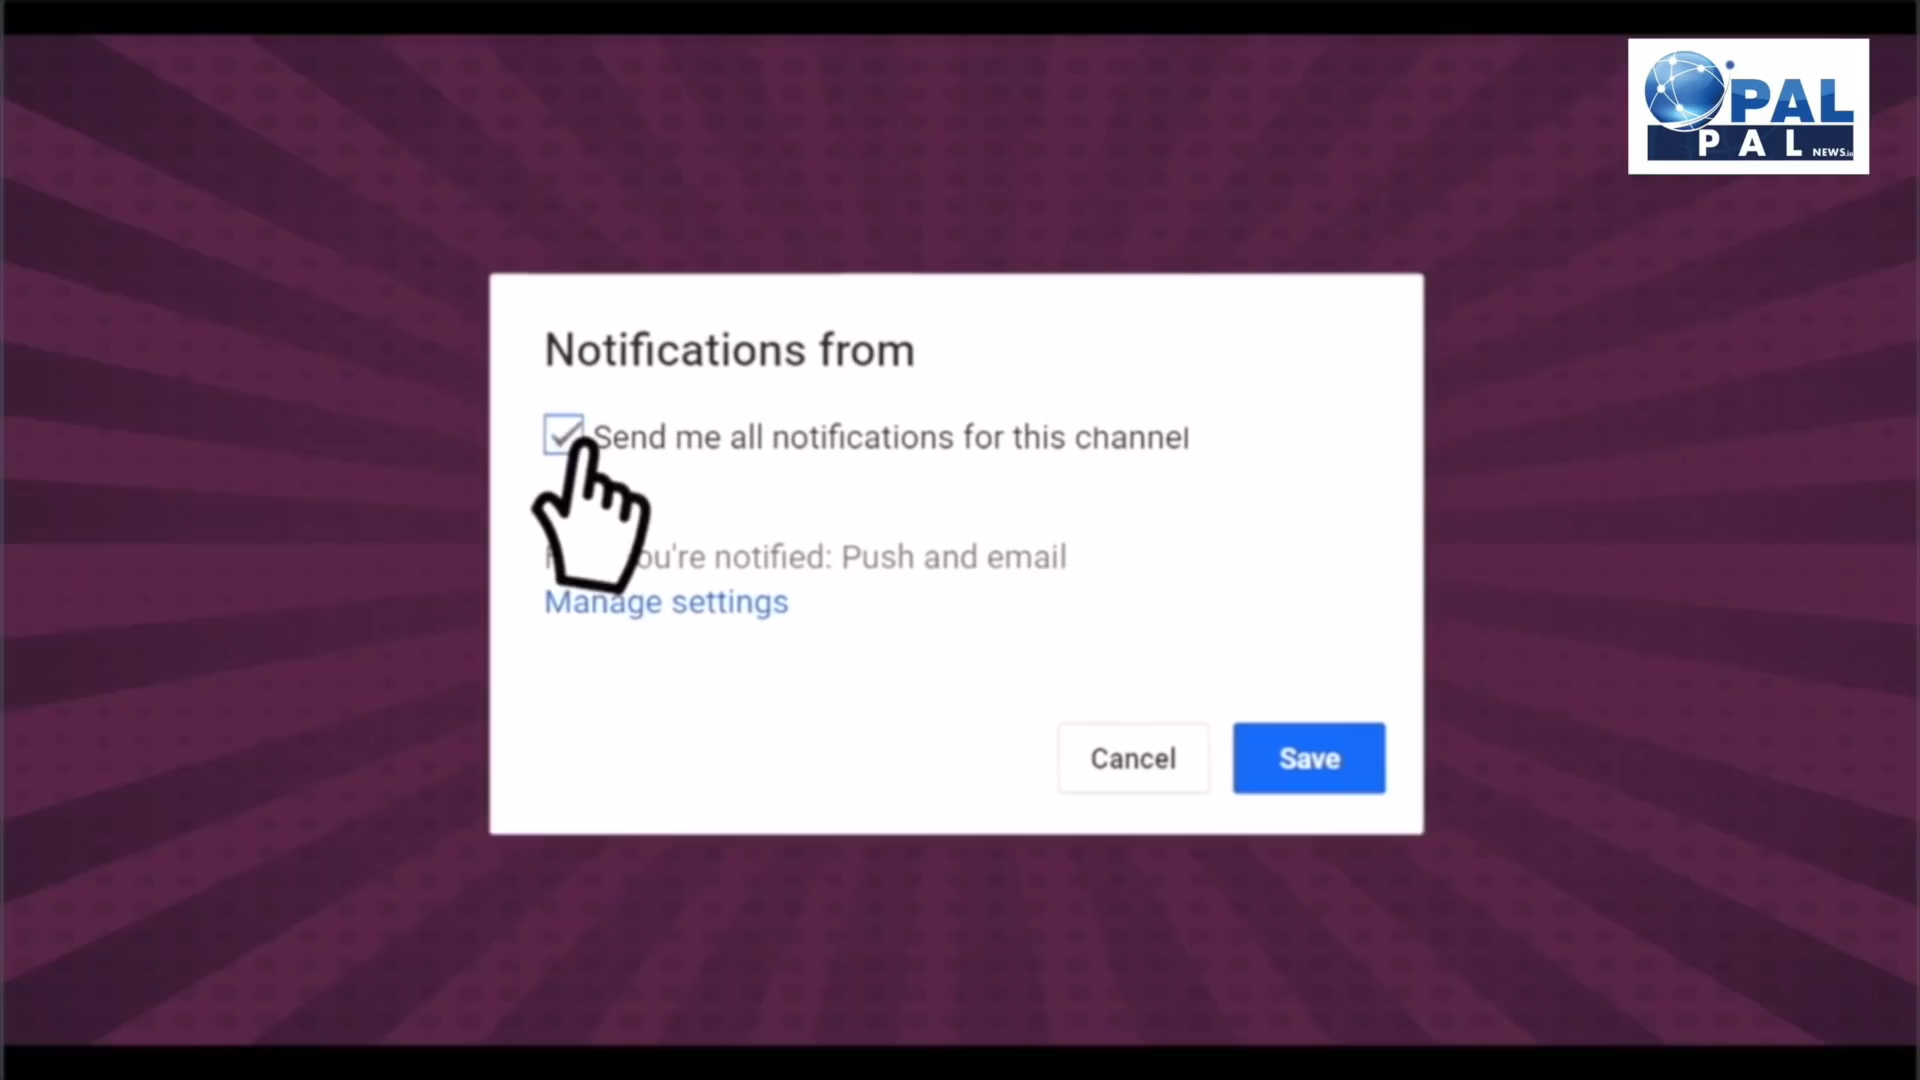 PAL
PAL NEWS.in
Notifications from
Send me all notifications for this channel
ou're notified: Push and email
Manage settings
Cancel
Save